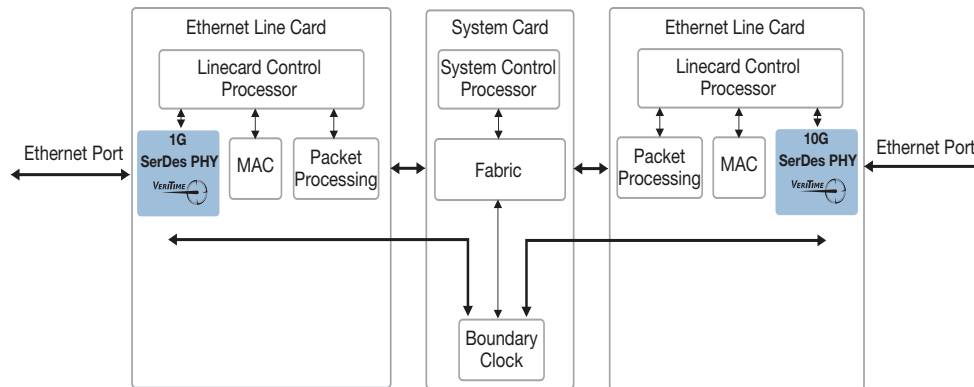 Ethernet Line Card
System Card
Ethernet Line Card
Linecard Control
Processor
System Control
Processor
Linecard Control
Processor
Ethernet Port
1G
SerDes PHY
VERITIME
MAC
Packet
Processing
Fabric
Packet
Processing
MAC
10G
SerDes PHY
VERITIME
Ethernet Port
Boundary
Clock